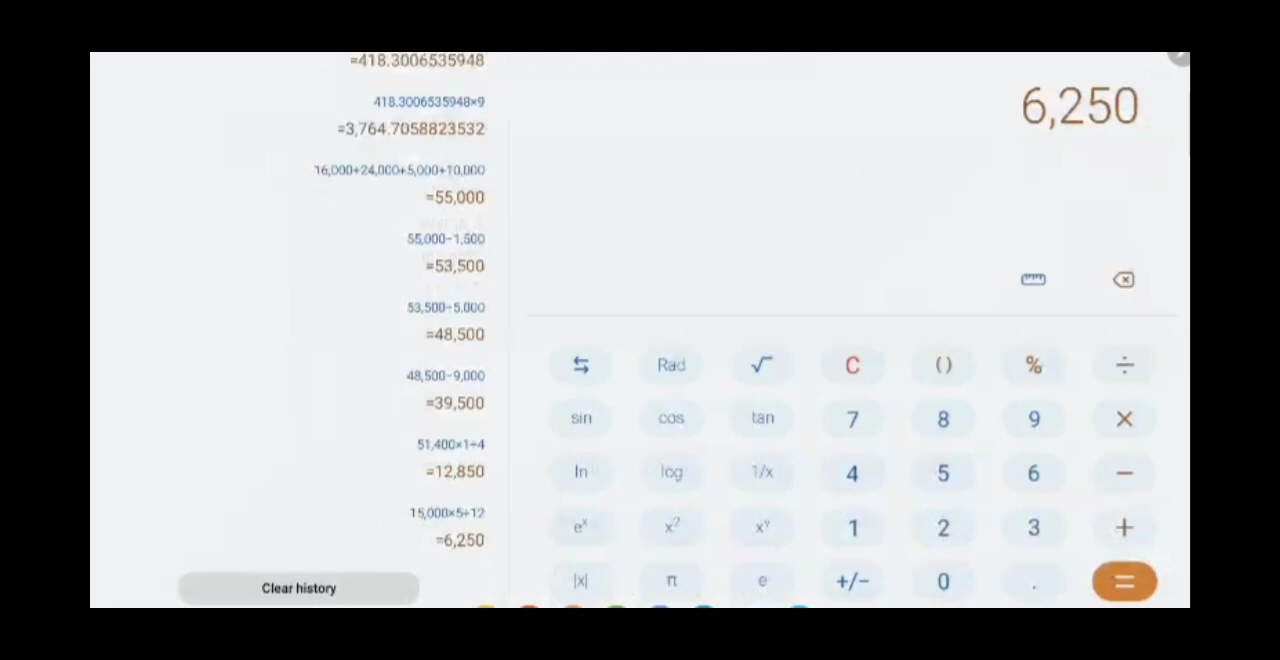 =418.3006535948
418.3006535948×9
=3,764.7058823532
16,000+24,000+5,000+10,000
=55,000
55,000-1,500
=53,500
53,500-5,000
=48,500
48,500-9,000
=39,500
51,400×1÷4
=12,850
15,000×5÷12
=6,250
Clear history
6,250
⇆ Rad √ C () % ÷
sin cos tan 7 8 9 ×
ln log 1/x 4 5 6 −
eˣ x² xʸ 1 2 3 +
|x| π e +/− 0 . =